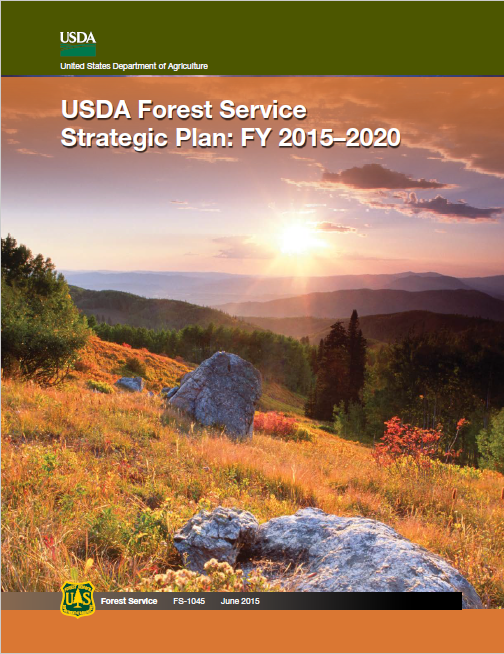 USDA
United States Department of Agriculture
USDA Forest Service
Strategic Plan: FY 2015–2020
Forest Service FS-1045 June 2015